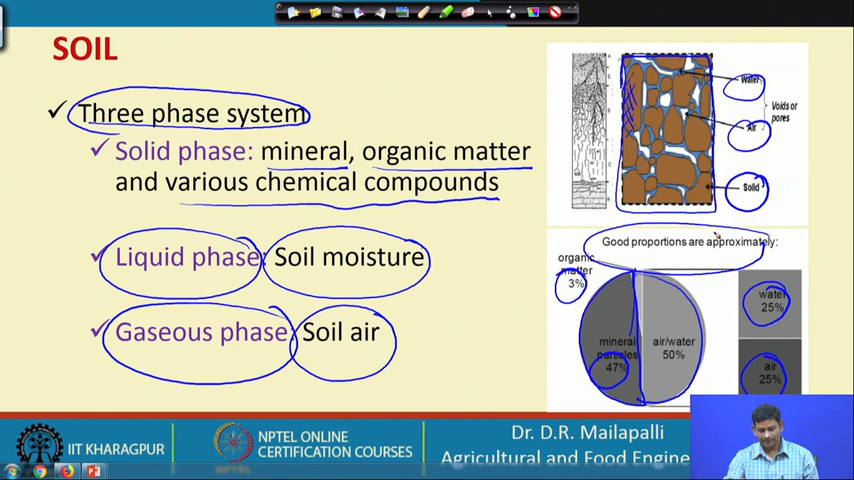 SOIL
✓ Three phase system
✓ Solid phase: mineral, organic matter
and various chemical compounds
✓ Liquid phase: Soil moisture
✓ Gaseous phase: Soil air
Water
Air
Voids or
pores
Solid
Good proportions are approximately:
organic
matter
3%
mineral
particles
47%
air/water
50%
water
25%
air
25%
IIT KHARAGPUR
NPTEL ONLINE
CERTIFICATION COURSES
Dr. D.R. Mailapalli
Agricultural and Food Engine